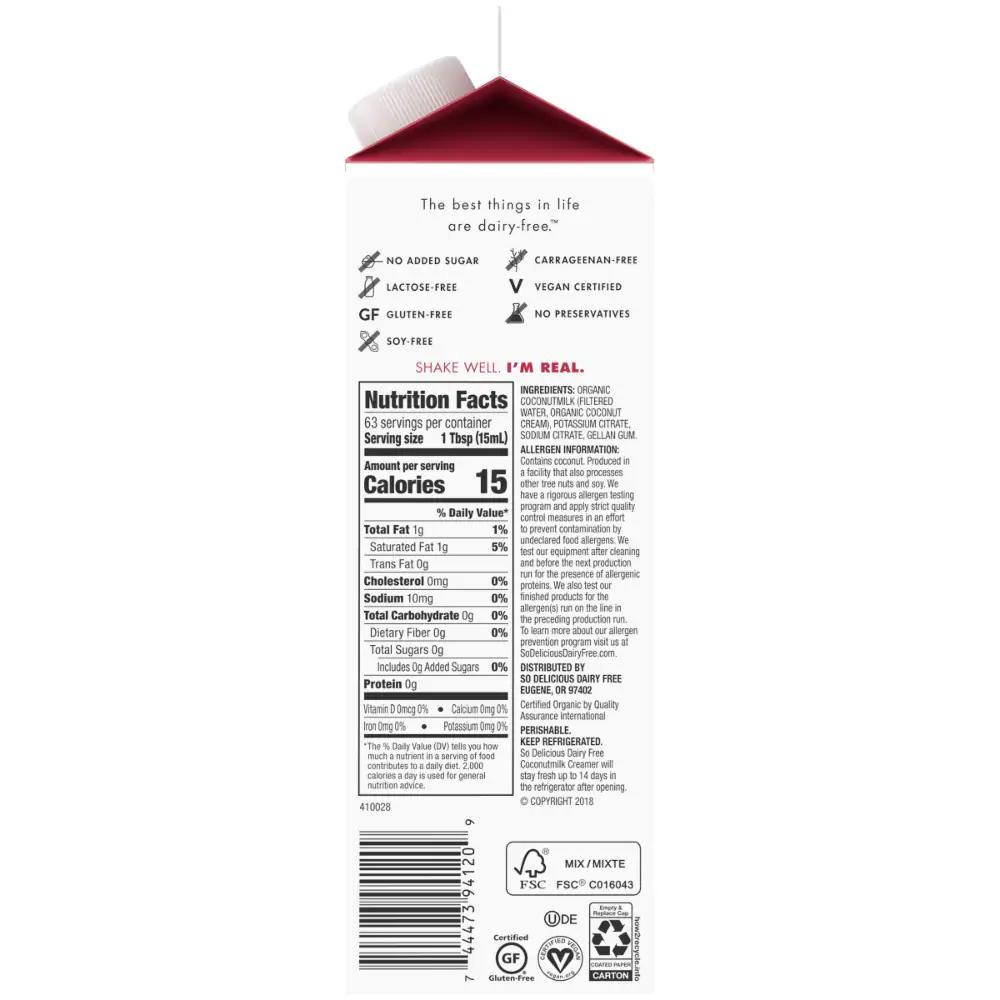 The best things in life
are dairy-free.™
NO ADDED SUGAR
LACTOSE-FREE
GF GLUTEN-FREE
SOY-FREE
CARRAGEENAN-FREE
V VEGAN CERTIFIED
NO PRESERVATIVES
SHAKE WELL. I'M REAL.
Nutrition Facts
63 servings per container
Serving size 1 Tbsp (15mL)
Amount per serving
Calories 15
% Daily Value*
Total Fat 1g 1%
Saturated Fat 1g 5%
Trans Fat 0g
Cholesterol 0mg 0%
Sodium 10mg 0%
Total Carbohydrate 0g 0%
Dietary Fiber 0g 0%
Total Sugars 0g
Includes 0g Added Sugars 0%
Protein 0g
Vitamin D 0mcg 0% • Calcium 0mg 0%
Iron 0mg 0% • Potassium 0mg 0%
*The % Daily Value (DV) tells you how
much a nutrient in a serving of food
contributes to a daily diet. 2,000
calories a day is used for general
nutrition advice.
410028
INGREDIENTS: ORGANIC
COCONUTMILK (FILTERED
WATER, ORGANIC COCONUT
CREAM), POTASSIUM CITRATE,
SODIUM CITRATE, GELLAN GUM.
ALLERGEN INFORMATION:
Contains coconut. Produced in
a facility that also processes
other tree nuts and soy. We
have a rigorous allergen testing
program and apply strict quality
control measures in an effort
to prevent contamination by
undeclared food allergens. We
test our equipment after cleaning
and before the next production
run for the presence of allergenic
proteins. We also test our
finished products for the
allergen(s) run on the line in
the preceding production run.
To learn more about our allergen
prevention program visit us at
SoDeliciousDairyFree.com.
DISTRIBUTED BY
SO DELICIOUS DAIRY FREE
EUGENE, OR 97402
Certified Organic by Quality
Assurance International
PERISHABLE.
KEEP REFRIGERATED.
So Delicious Dairy Free
Coconutmilk Creamer will
stay fresh up to 14 days in
the refrigerator after opening.
© COPYRIGHT 2018
7 44473 94120 9
FSC ®
MIX/MIXTE
FSC® C016043
U DE
Certified
GF
Gluten-Free
CERTIFIED VEGAN
V
vegan.org
Empty &
Replace Cap
COATED PAPER
CARTON
how2recycle.info